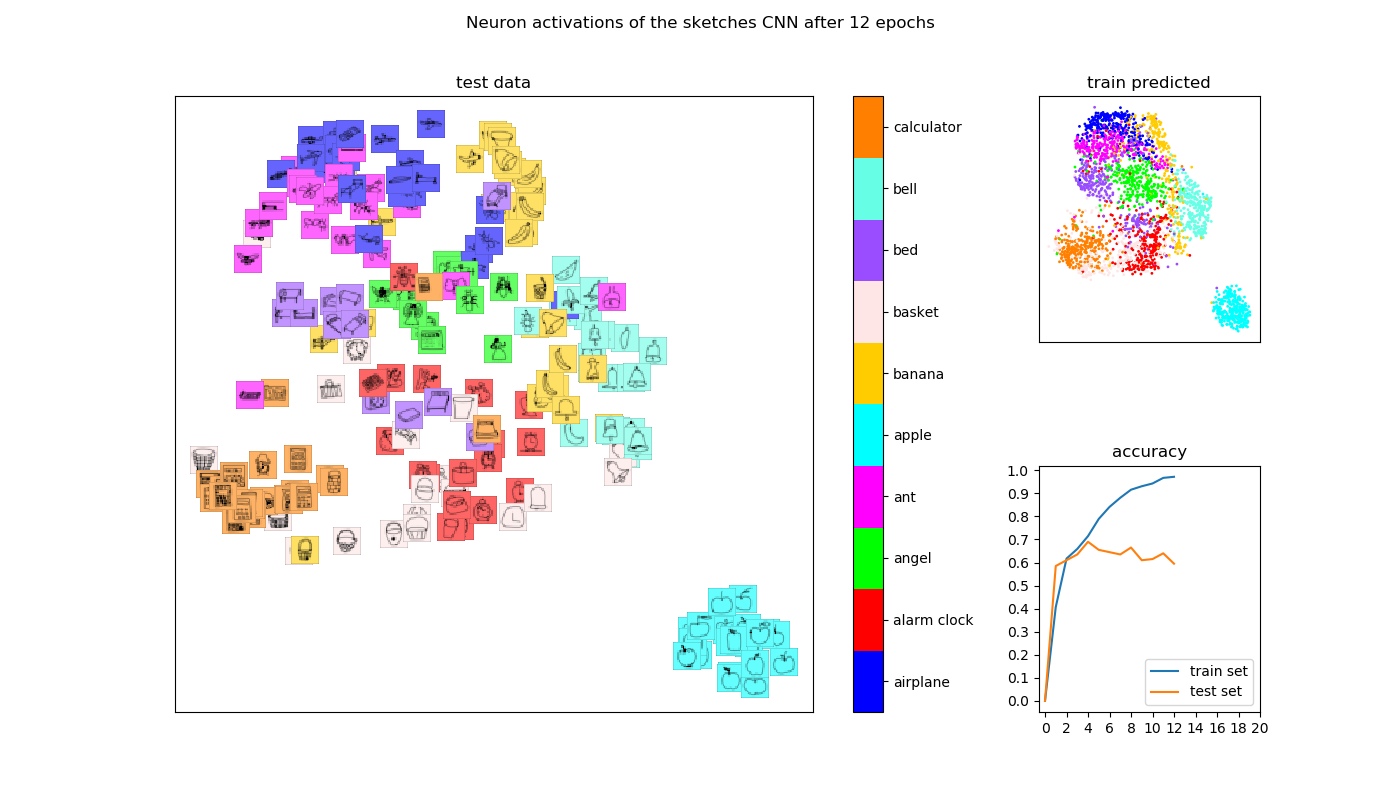 Neuron activations of the sketches CNN after 12 epochs
test data
calculator
bell
bed
basket
banana
apple
ant
angel
alarm clock
airplane
train predicted
accuracy
1.0
0.9
0.8
0.7
0.6
0.5
0.4
0.3
0.2
0.1
0.0
train set
test set
0 2 4 6 8 10 12 14 16 18 20